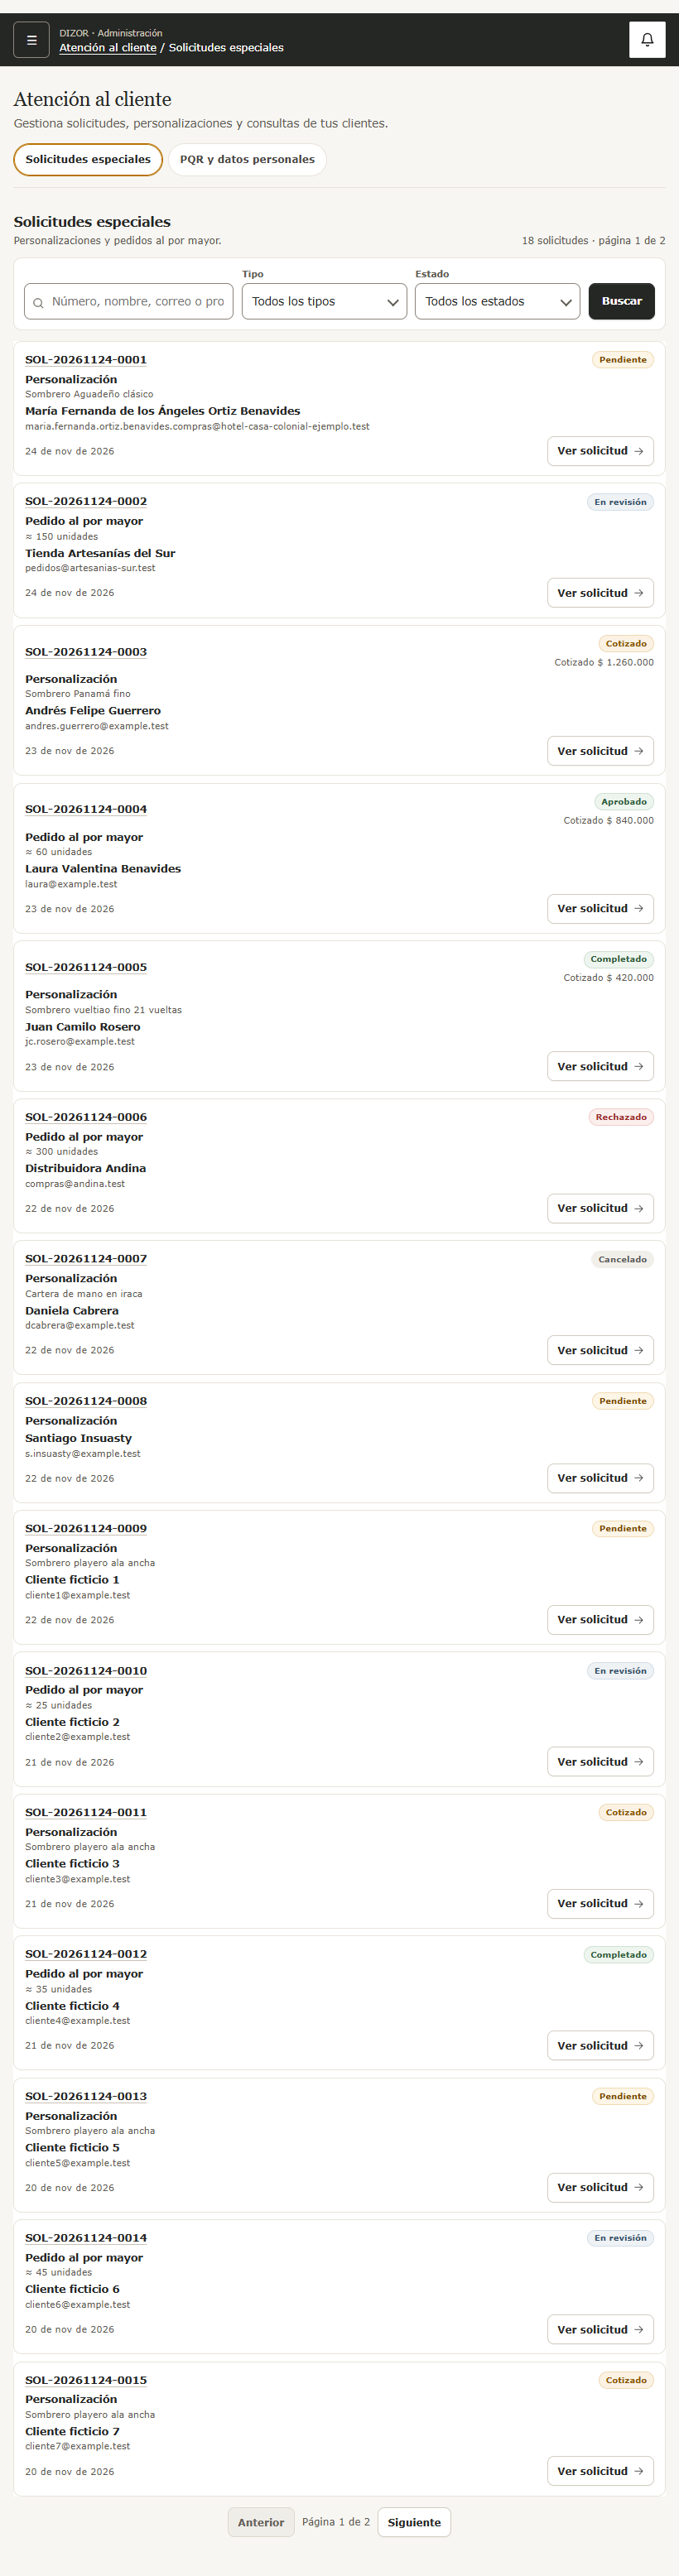 DIZOR · Administración
Atención al cliente / Solicitudes especiales
Atención al cliente
Gestiona solicitudes, personalizaciones y consultas de tus clientes.
Solicitudes especiales
PQR y datos personales
Solicitudes especiales
Personalizaciones y pedidos al por mayor.
18 solicitudes · página 1 de 2
Tipo
Estado
Número, nombre, correo o pro
Todos los tipos
Todos los estados
Buscar
SOL-20261124-0001
Pendiente
Personalización
Sombrero Aguadeño clásico
María Fernanda de los Ángeles Ortiz Benavides
maria.fernanda.ortiz.benavides.compras@hotel-casa-colonial-ejemplo.test
24 de nov de 2026
Ver solicitud →
SOL-20261124-0002
En revisión
Pedido al por mayor
≈ 150 unidades
Tienda Artesanías del Sur
pedidos@artesanias-sur.test
24 de nov de 2026
Ver solicitud →
SOL-20261124-0003
Cotizado
Cotizado $ 1.260.000
Personalización
Sombrero Panamá fino
Andrés Felipe Guerrero
andres.guerrero@example.test
23 de nov de 2026
Ver solicitud →
SOL-20261124-0004
Aprobado
Cotizado $ 840.000
Pedido al por mayor
≈ 60 unidades
Laura Valentina Benavides
laura@example.test
23 de nov de 2026
Ver solicitud →
SOL-20261124-0005
Completado
Cotizado $ 420.000
Personalización
Sombrero vueltiao fino 21 vueltas
Juan Camilo Rosero
jc.rosero@example.test
23 de nov de 2026
Ver solicitud →
SOL-20261124-0006
Rechazado
Pedido al por mayor
≈ 300 unidades
Distribuidora Andina
compras@andina.test
22 de nov de 2026
Ver solicitud →
SOL-20261124-0007
Cancelado
Personalización
Cartera de mano en iraca
Daniela Cabrera
dcabrera@example.test
22 de nov de 2026
Ver solicitud →
SOL-20261124-0008
Pendiente
Personalización
Santiago Insuasty
s.insuasty@example.test
22 de nov de 2026
Ver solicitud →
SOL-20261124-0009
Pendiente
Personalización
Sombrero playero ala ancha
Cliente ficticio 1
cliente1@example.test
22 de nov de 2026
Ver solicitud →
SOL-20261124-0010
En revisión
Pedido al por mayor
≈ 25 unidades
Cliente ficticio 2
cliente2@example.test
21 de nov de 2026
Ver solicitud →
SOL-20261124-0011
Cotizado
Personalización
Sombrero playero ala ancha
Cliente ficticio 3
cliente3@example.test
21 de nov de 2026
Ver solicitud →
SOL-20261124-0012
Completado
Pedido al por mayor
≈ 35 unidades
Cliente ficticio 4
cliente4@example.test
21 de nov de 2026
Ver solicitud →
SOL-20261124-0013
Pendiente
Personalización
Sombrero playero ala ancha
Cliente ficticio 5
cliente5@example.test
20 de nov de 2026
Ver solicitud →
SOL-20261124-0014
En revisión
Pedido al por mayor
≈ 45 unidades
Cliente ficticio 6
cliente6@example.test
20 de nov de 2026
Ver solicitud →
SOL-20261124-0015
Cotizado
Personalización
Sombrero playero ala ancha
Cliente ficticio 7
cliente7@example.test
20 de nov de 2026
Ver solicitud →
Anterior
Página 1 de 2
Siguiente